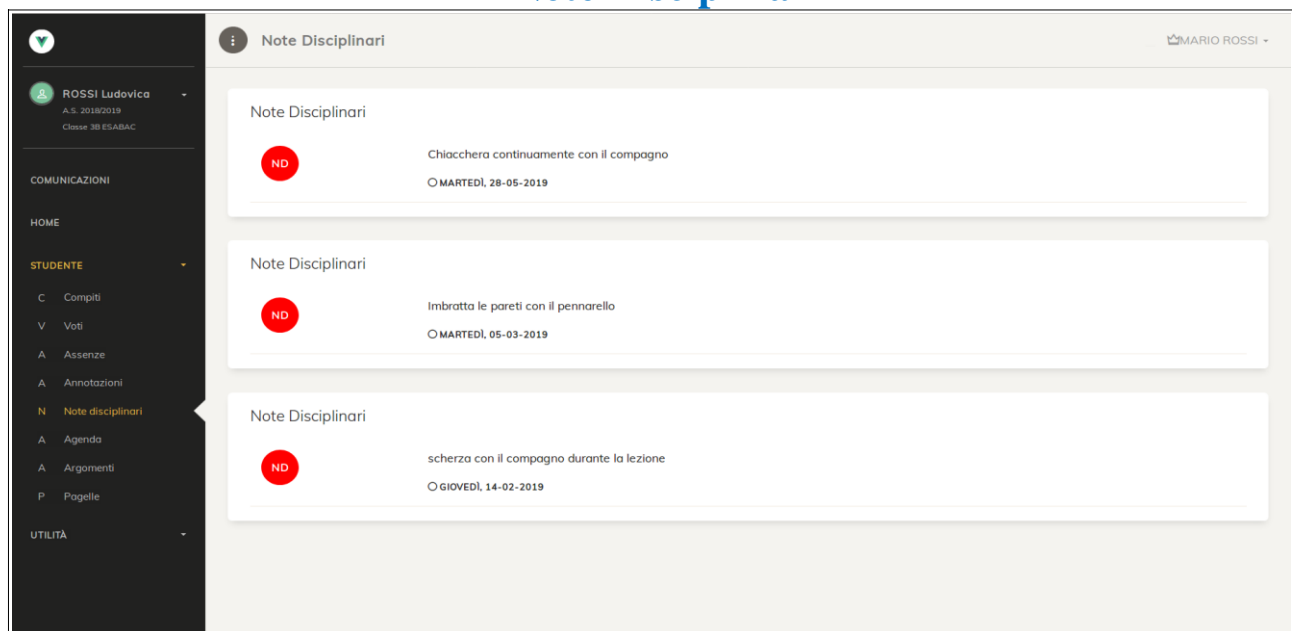 Note Disciplinari
MARIO ROSSI
ROSSI Ludovica
A.S. 2018/2019
Classe 3B ESABAC
COMUNICAZIONI
HOME
STUDENTE
C Compiti
V Voti
A Assenze
A Annotazioni
N Note disciplinari
A Agenda
A Argomenti
P Pagelle
UTILITÀ
Note Disciplinari
ND
Chiacchera continuamente con il compagno
MARTEDÌ, 28-05-2019
Note Disciplinari
ND
Imbratta le pareti con il pennarello
MARTEDÌ, 05-03-2019
Note Disciplinari
ND
scherza con il compagno durante la lezione
GIOVEDÌ, 14-02-2019